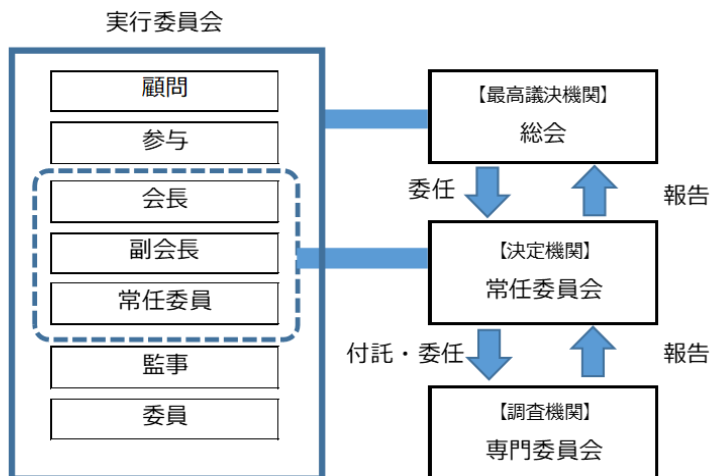 実行委員会
顧問
参与
会長
副会長
常任委員
監事
委員
【最高議決機関】
総会
委任
報告
【決定機関】
常任委員会
付託・委任
報告
【調査機関】
専門委員会